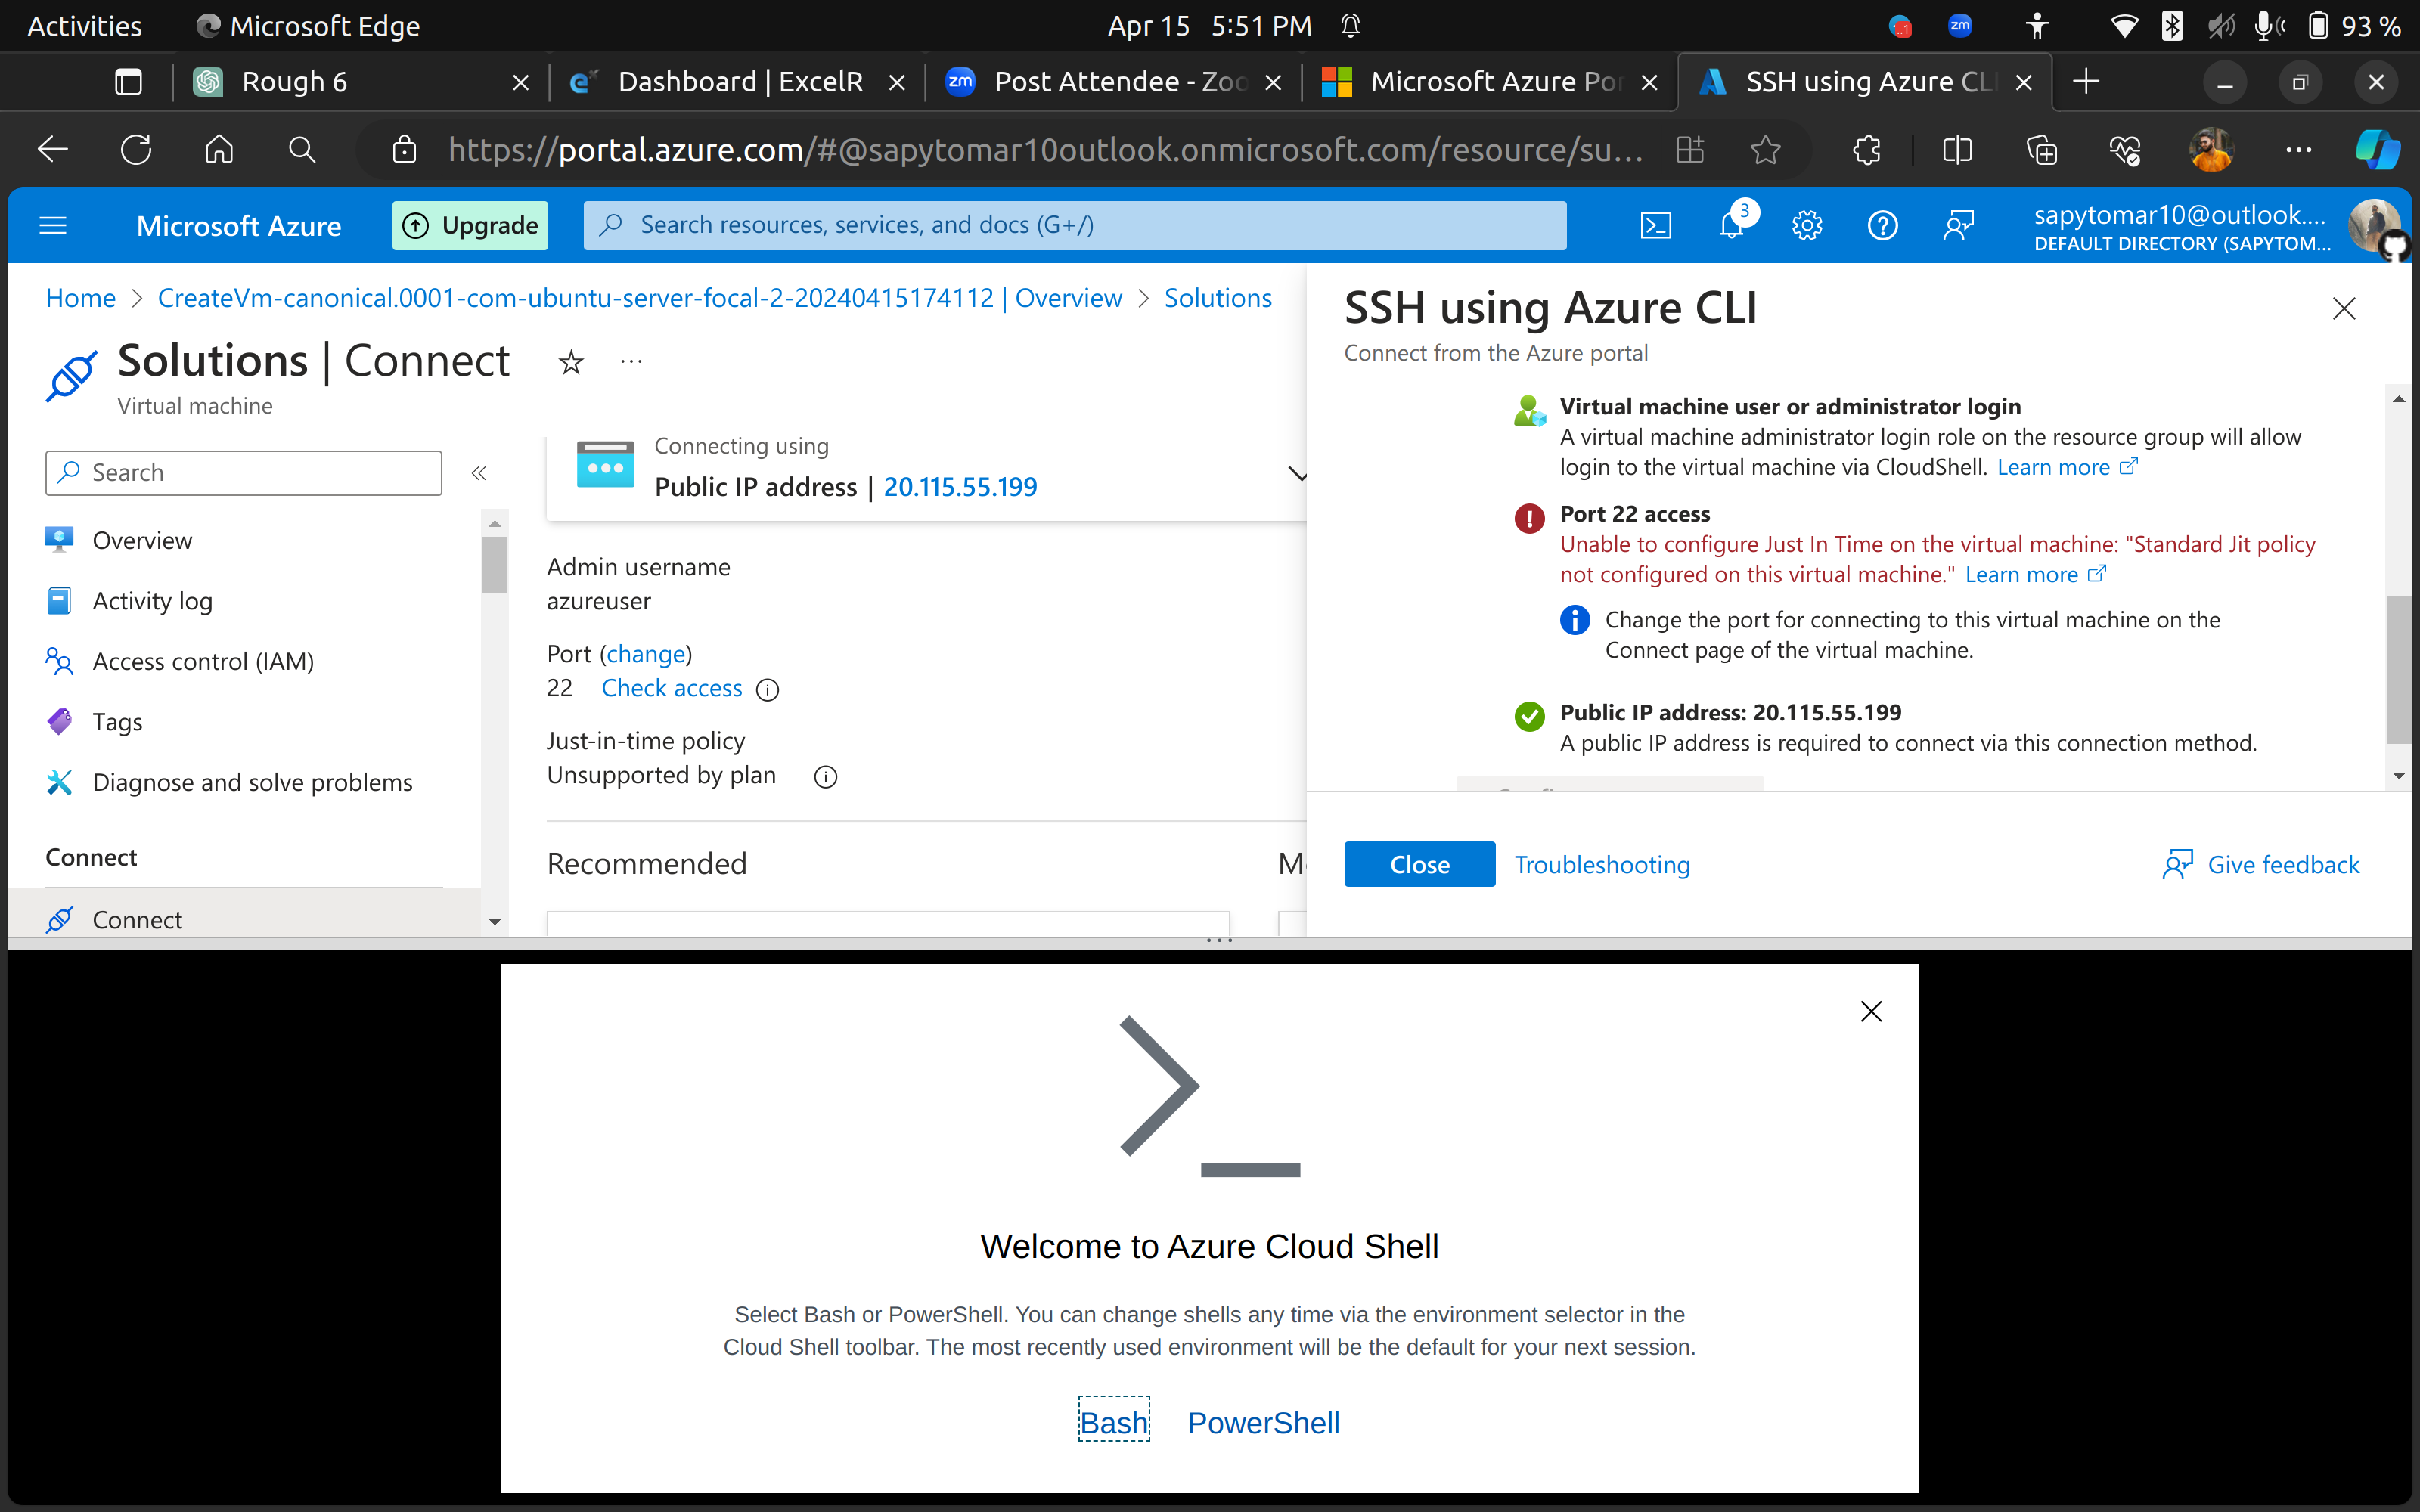 Activities
Microsoft Edge
Apr 15 5:51 PM
93 %
Rough 6
Dashboard | ExcelR
zm Post Attendee - Zoo
Microsoft Azure Por
SSH using Azure CLI
https://portal.azure.com/#@sapytomar10outlook.onmicrosoft.com/resource/su...
Microsoft Azure
Upgrade
Search resources, services, and docs (G+/)
3
sapytomar10@outlook....
DEFAULT DIRECTORY (SAPYTOM...
Home > CreateVm-canonical.0001-com-ubuntu-server-focal-2-20240415174112 | Overview > Solutions
Solutions | Connect
Virtual machine
Search
Overview
Activity log
Access control (IAM)
Tags
Diagnose and solve problems
Connect
Connect
Connecting using
Public IP address | 20.115.55.199
Admin username
azureuser
Port (change)
22 Check access
Just-in-time policy
Unsupported by plan
Recommended
SSH using Azure CLI
Connect from the Azure portal
Virtual machine user or administrator login
A virtual machine administrator login role on the resource group will allow
login to the virtual machine via CloudShell. Learn more
Port 22 access
Unable to configure Just In Time on the virtual machine: "Standard Jit policy
not configured on this virtual machine." Learn more
Change the port for connecting to this virtual machine on the
Connect page of the virtual machine.
Public IP address: 20.115.55.199
A public IP address is required to connect via this connection method.
Close
Troubleshooting
Give feedback
Welcome to Azure Cloud Shell
Select Bash or PowerShell. You can change shells any time via the environment selector in the
Cloud Shell toolbar. The most recently used environment will be the default for your next session.
Bash
PowerShell